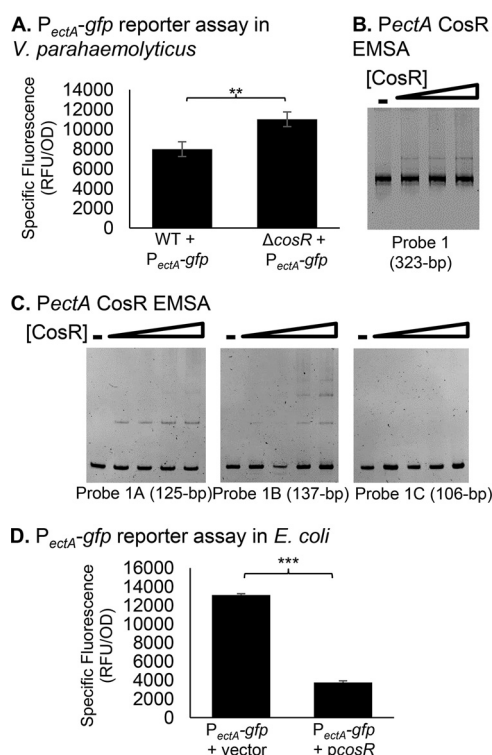 A. PectA-gfp reporter assay in
V. parahaemolyticus
Specific Fluorescence
(RFU/OD)
14000
12000
10000
8000
6000
4000
2000
0
**
WT +
PectA-gfp
ΔcosR +
PectA-gfp
B. PectA CosR
EMSA
[CosR]
-
Probe 1
(323-bp)
C. PectA CosR EMSA
[CosR]
-
-
-
Probe 1A (125-bp)
Probe 1B (137-bp)
Probe 1C (106-bp)
D. PectA-gfp reporter assay in E. coli
Specific Fluorescence
(RFU/OD)
16000
14000
12000
10000
8000
6000
4000
2000
0
***
PectA-gfp
+ vector
PectA-gfp
+ pcosR